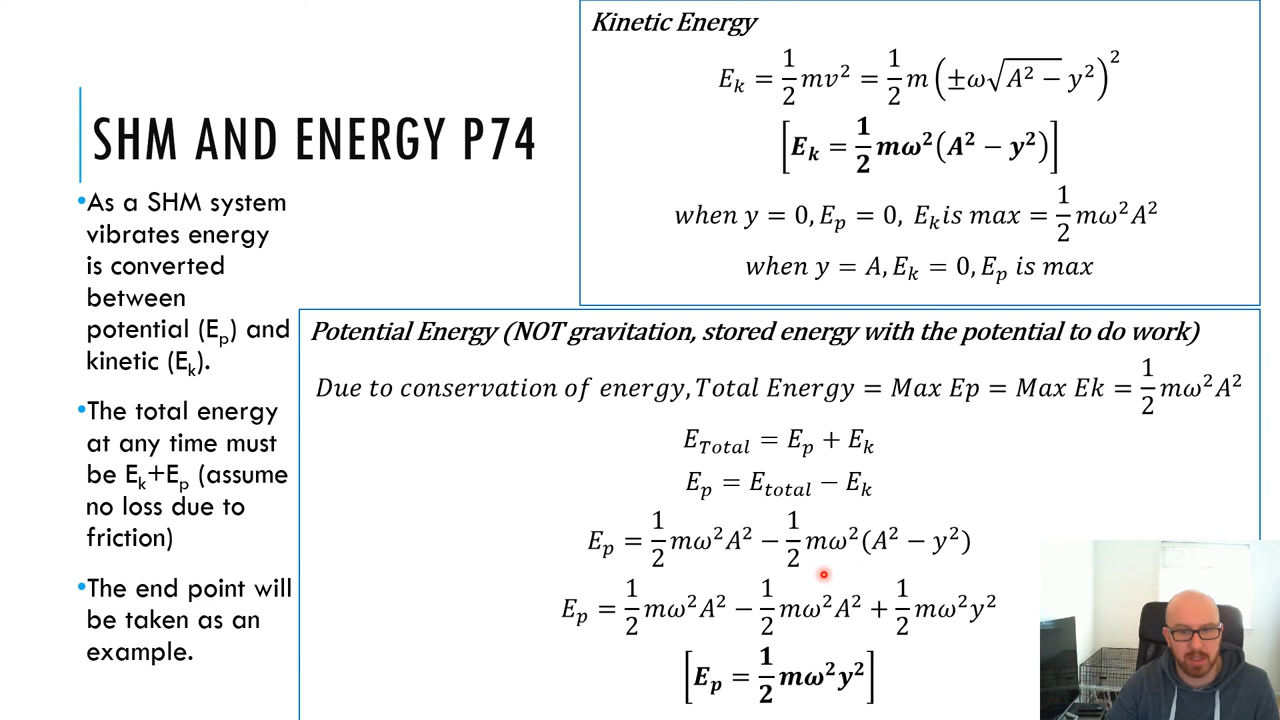 SHM AND ENERGY P74
•As a SHM system
vibrates energy
is converted
between
potential (Eₚ) and
kinetic (Eₖ).
•The total energy
at any time must
be Eₖ+Eₚ (assume
no loss due to
friction)
•The end point will
be taken as an
example.
Kinetic Energy
Eₖ = 1/2 mv² = 1/2 m (±ω√(A² −) y²)²
[Eₖ = 1/2 mω²(A² − y²)]
when y = 0, Eₚ = 0, Eₖis max = 1/2 mω²A²
when y = A, Eₖ = 0, Eₚ is max
Potential Energy (NOT gravitation, stored energy with the potential to do work)
Due to conservation of energy, Total Energy = Max Ep = Max Ek = 1/2 mω²A²
E_Total = Eₚ + Eₖ
Eₚ = E_total − Eₖ
Eₚ = 1/2 mω²A² − 1/2 mω²(A² − y²)
Eₚ = 1/2 mω²A² − 1/2 mω²A² + 1/2 mω²y²
[Eₚ = 1/2 mω²y²]